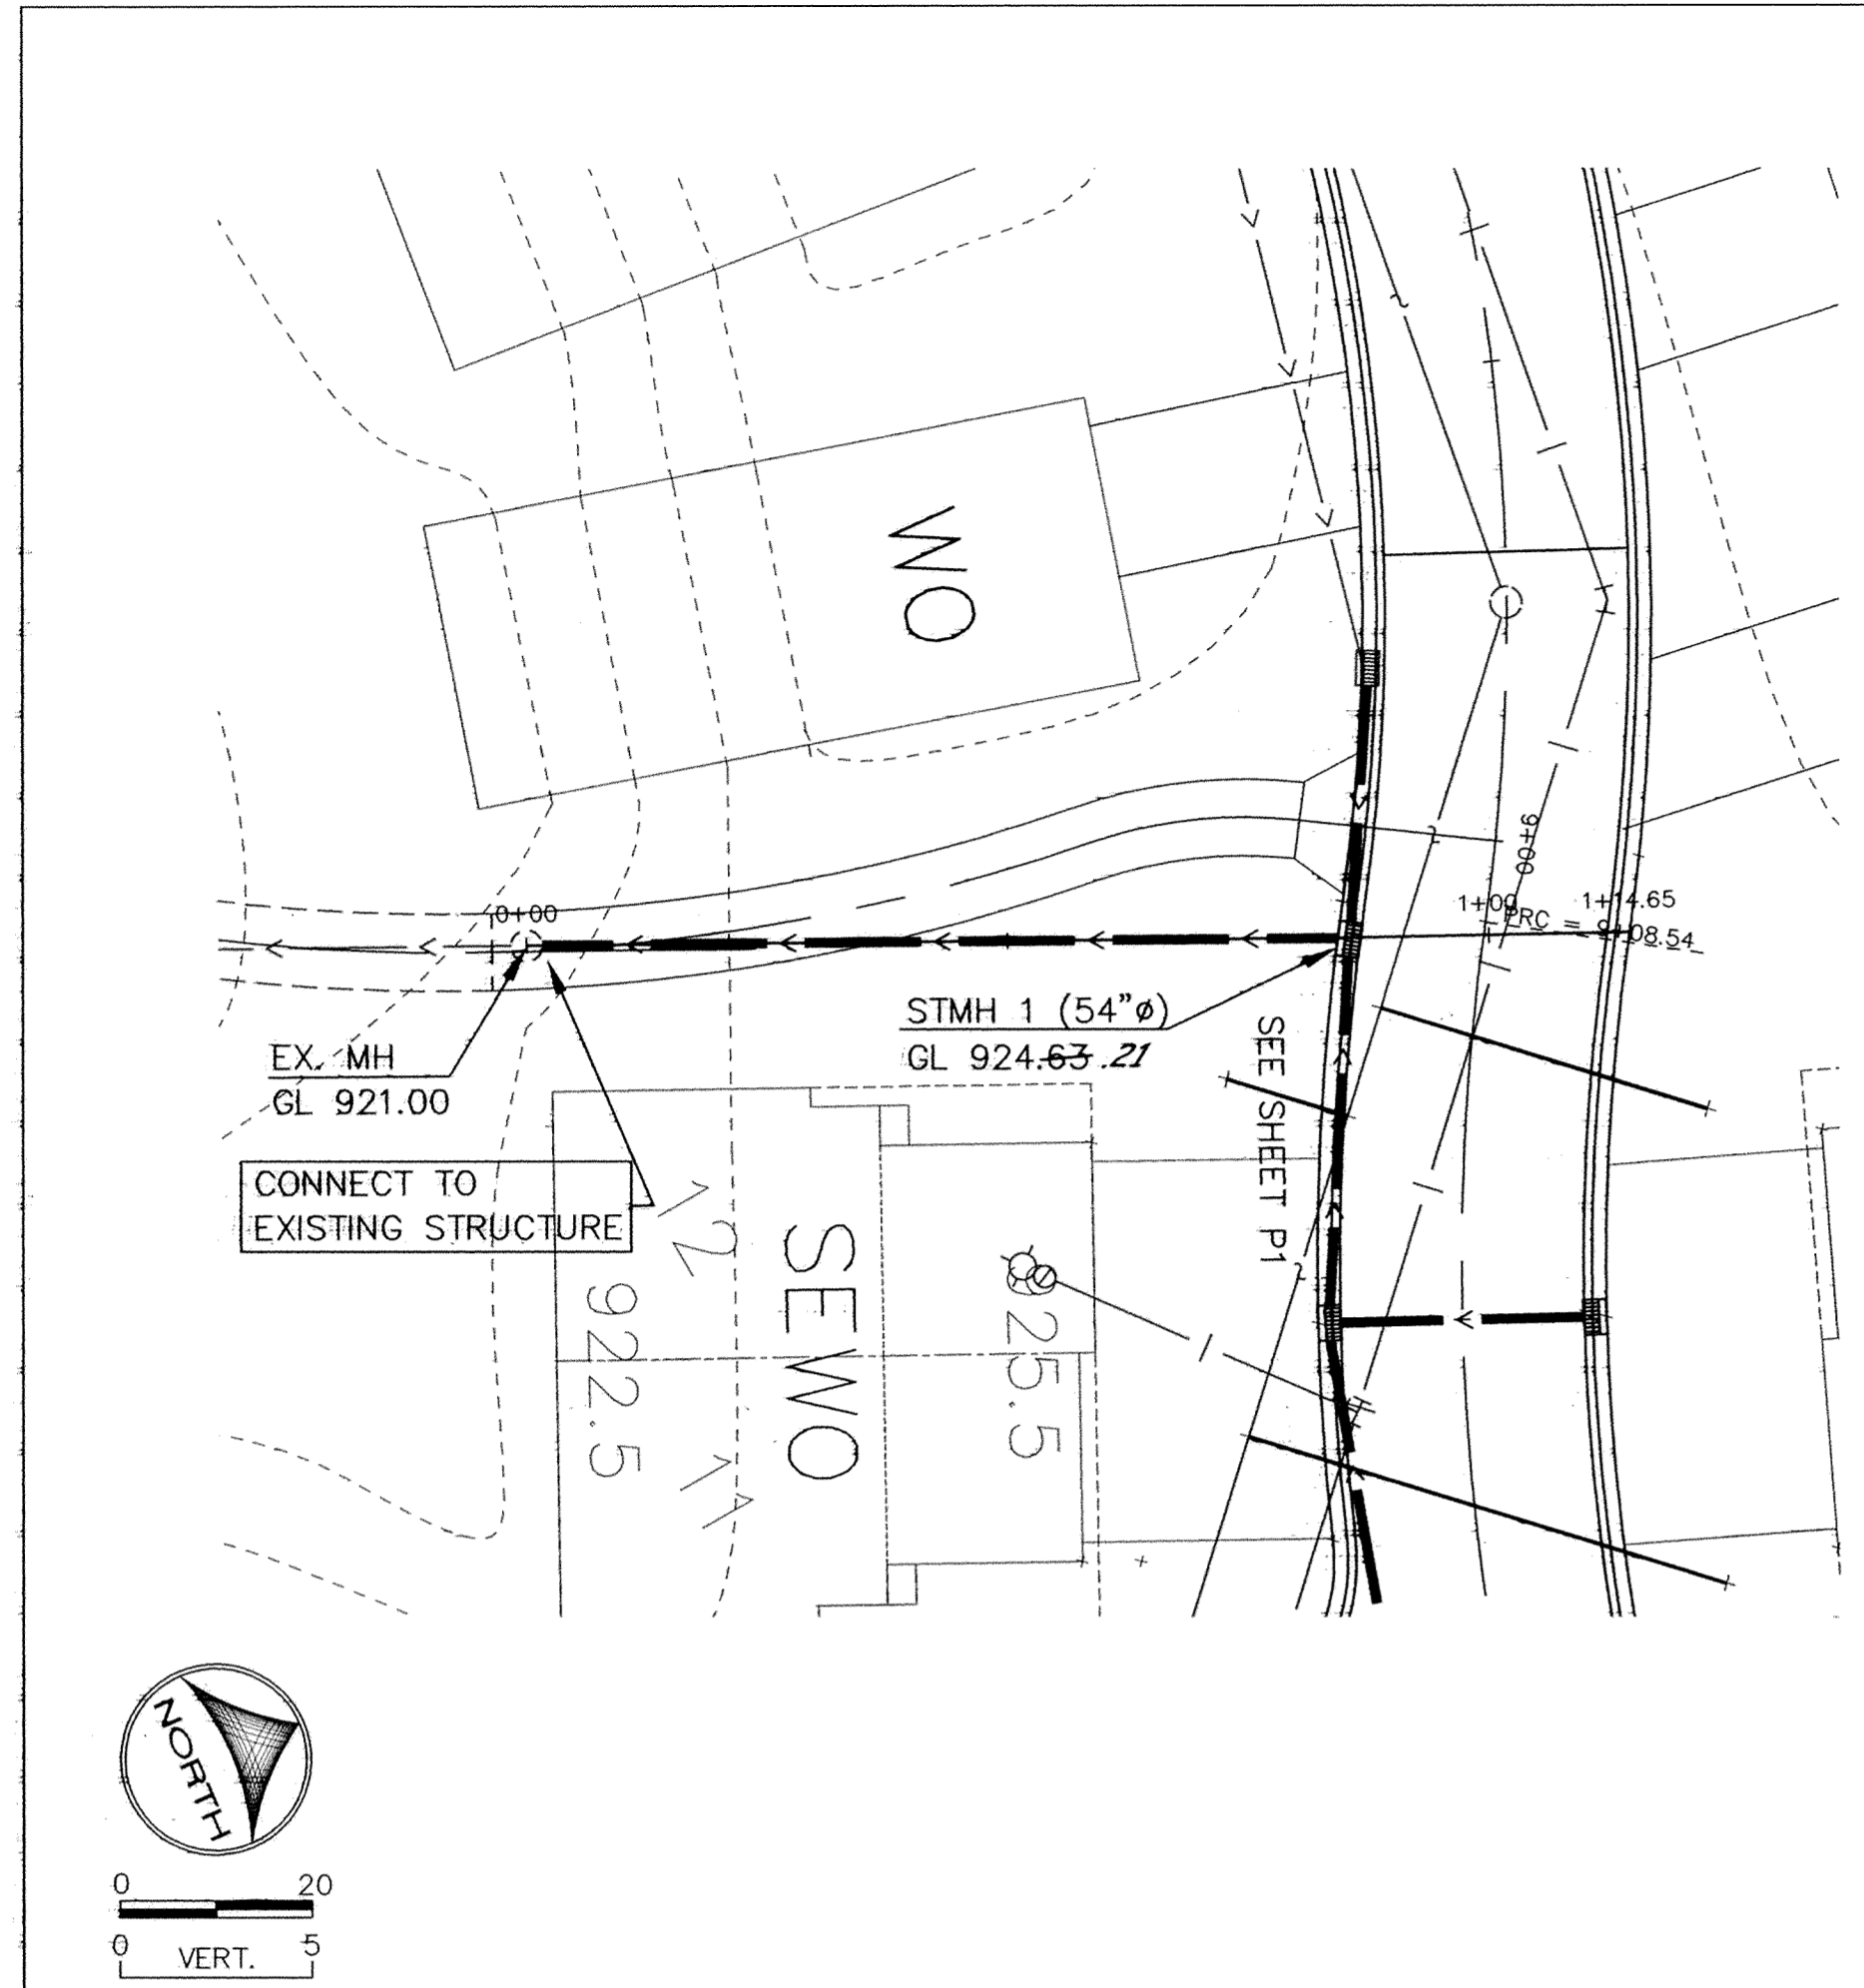 WO
9+00
1+00
1+14.65
PRC = 9+08.54
0+00
STMH 1 (54"ø)
GL 924.63 .21
EX. MH
GL 921.00
SEE SHEET P1
CONNECT TO
EXISTING STRUCTURE
SEWO
922.5
925.5
NORTH
0 20
0 VERT. 5